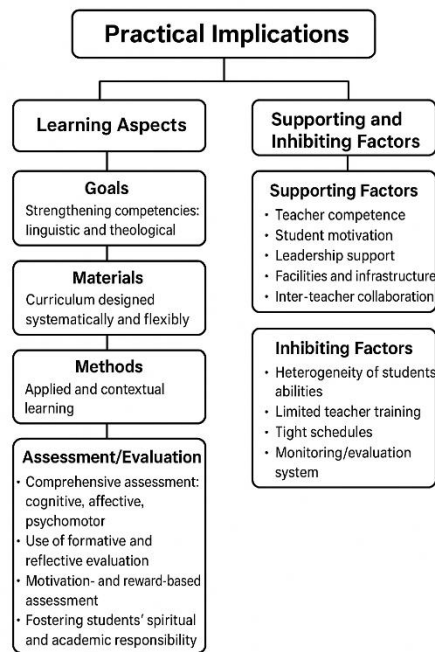 Practical Implications
Learning Aspects
Goals
Strengthening competencies:
linguistic and theological
Materials
Curriculum designed
systematically and flexibly
Methods
Applied and contextual
learning
Assessment/Evaluation
• Comprehensive assessment:
cognitive, affective,
psychomotor
• Use of formative and
reflective evaluation
• Motivation- and reward-based
assessment
• Fostering students' spiritual
and academic responsibility
Supporting and
Inhibiting Factors
Supporting Factors
• Teacher competence
• Student motivation
• Leadership support
• Facilities and infrastructure
• Inter-teacher collaboration
Inhibiting Factors
• Heterogeneity of students
abilities
• Limited teacher training
• Tight schedules
• Monitoring/evaluation
system